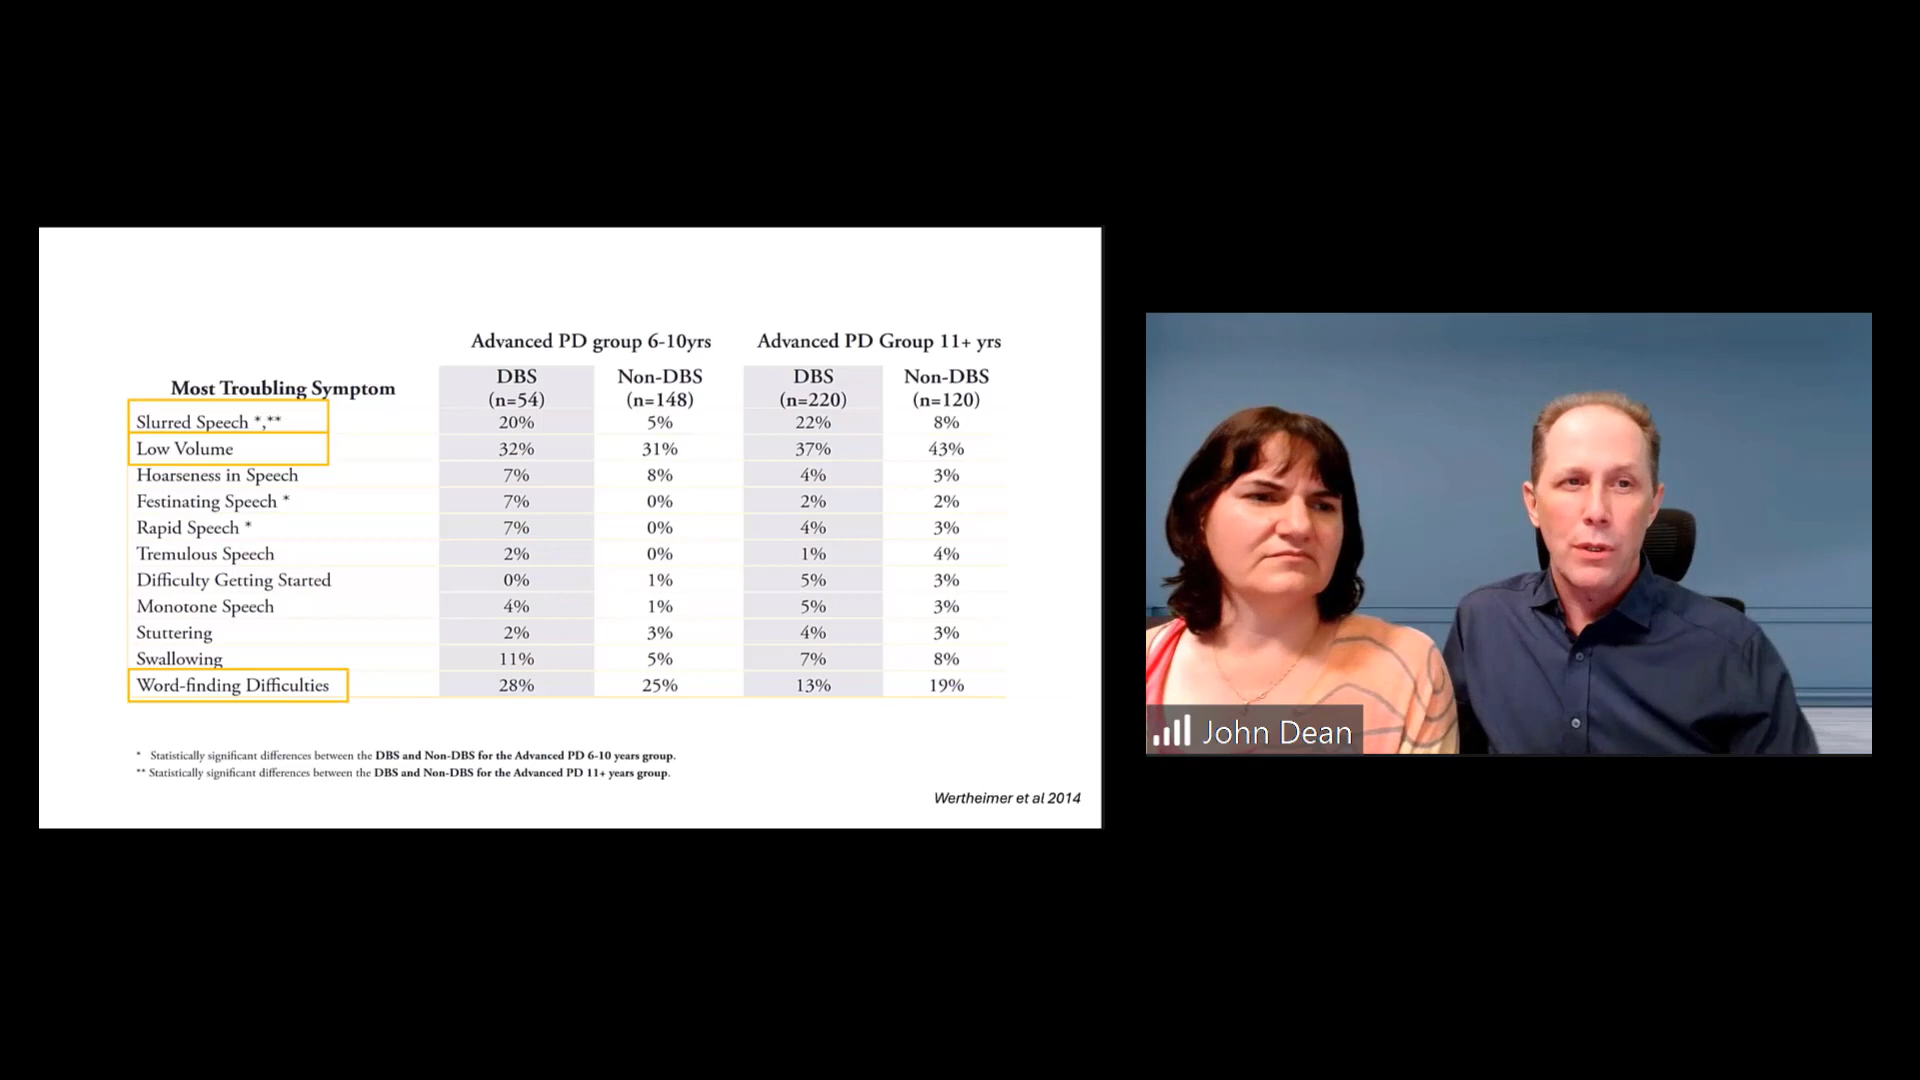 Advanced PD group 6-10yrs Advanced PD Group 11+ yrs
Most Troubling Symptom DBS (n=54) Non-DBS (n=148) DBS (n=220) Non-DBS (n=120)
Slurred Speech *,** 20% 5% 22% 8%
Low Volume 32% 31% 37% 43%
Hoarseness in Speech 7% 8% 4% 3%
Festinating Speech * 7% 0% 2% 2%
Rapid Speech * 7% 0% 4% 3%
Tremulous Speech 2% 0% 1% 4%
Difficulty Getting Started 0% 1% 5% 3%
Monotone Speech 4% 1% 5% 3%
Stuttering 2% 3% 4% 3%
Swallowing 11% 5% 7% 8%
Word-finding Difficulties 28% 25% 13% 19%
* Statistically significant differences between the DBS and Non-DBS for the Advanced PD 6-10 years group.
** Statistically significant differences between the DBS and Non-DBS for the Advanced PD 11+ years group.
Wertheimer et al 2014
John Dean